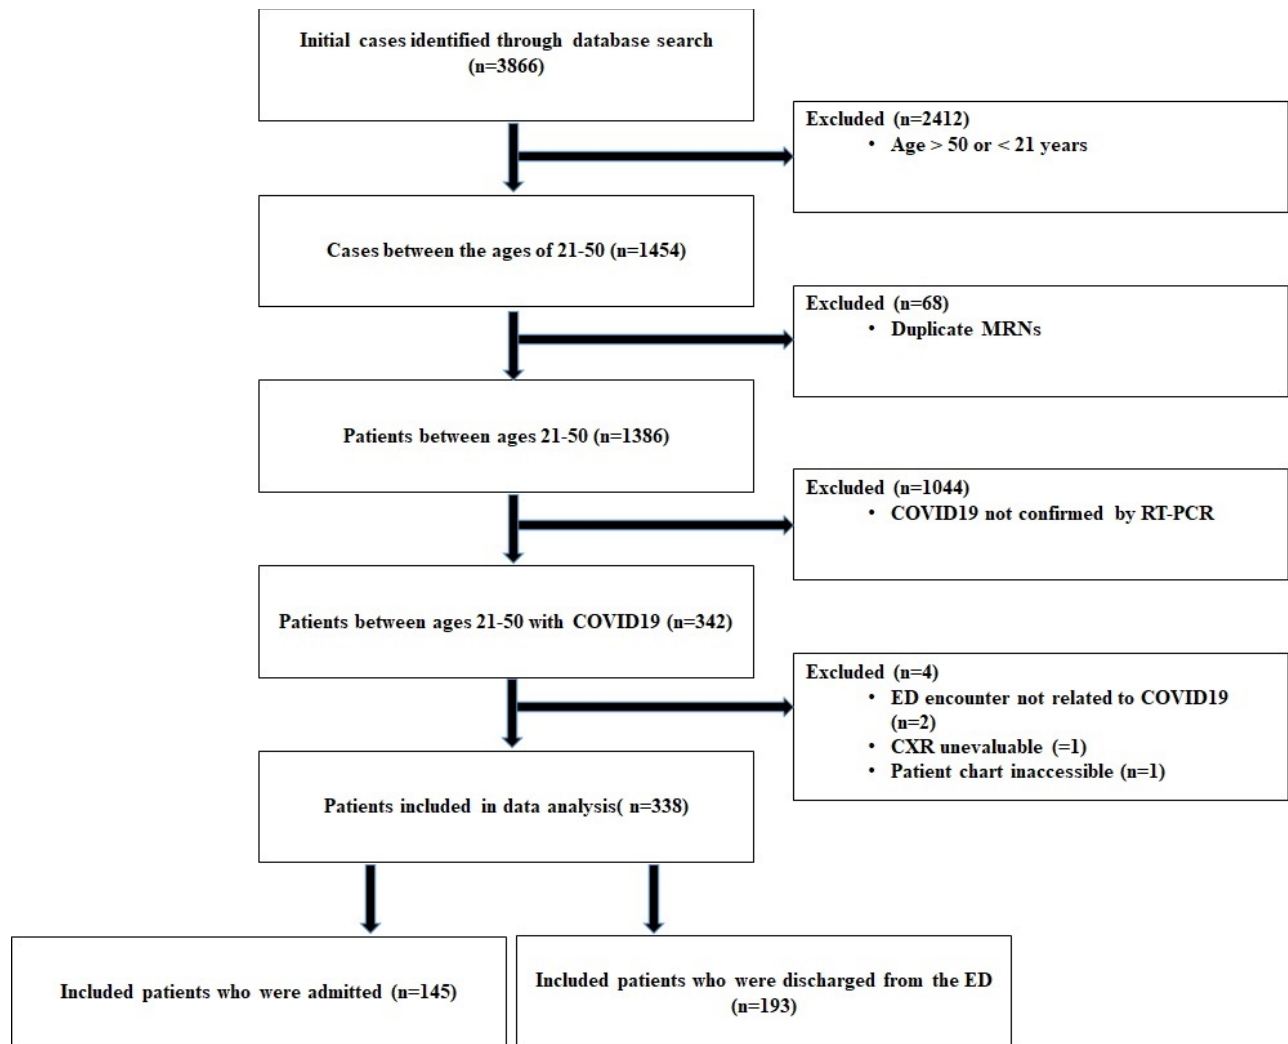 Initial cases identified through database search
(n=3866)
Excluded (n=2412)
• Age > 50 or < 21 years
Cases between the ages of 21-50 (n=1454)
Excluded (n=68)
• Duplicate MRNs
Patients between ages 21-50 (n=1386)
Excluded (n=1044)
• COVID19 not confirmed by RT-PCR
Patients between ages 21-50 with COVID19 (n=342)
Excluded (n=4)
• ED encounter not related to COVID19
(n=2)
• CXR unevaluable (=1)
• Patient chart inaccessible (n=1)
Patients included in data analysis( n=338)
Included patients who were admitted (n=145)
Included patients who were discharged from the ED
(n=193)